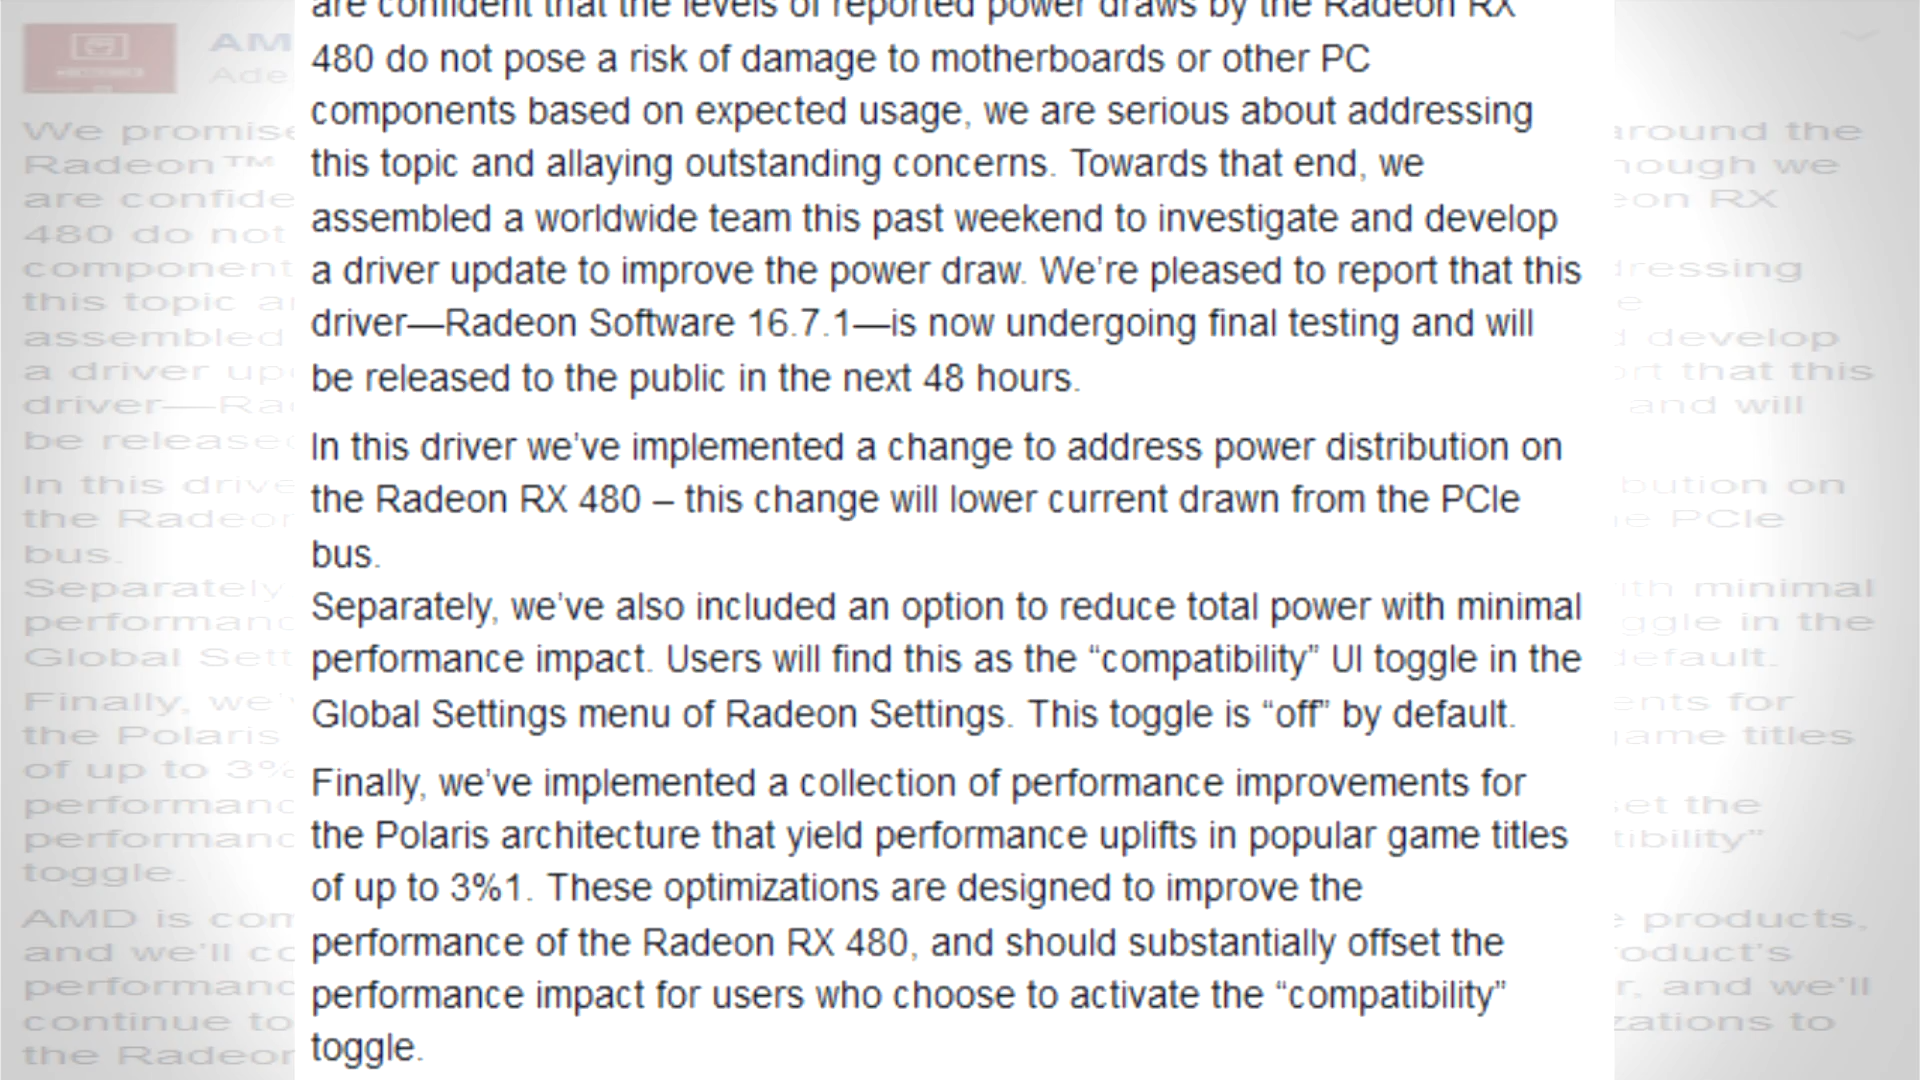 are confident that the levels of reported power draws by the Radeon RX
480 do not pose a risk of damage to motherboards or other PC
components based on expected usage, we are serious about addressing
this topic and allaying outstanding concerns. Towards that end, we
assembled a worldwide team this past weekend to investigate and develop
a driver update to improve the power draw. We’re pleased to report that this
driver—Radeon Software 16.7.1—is now undergoing final testing and will
be released to the public in the next 48 hours.
In this driver we’ve implemented a change to address power distribution on
the Radeon RX 480 – this change will lower current drawn from the PCIe
bus.
Separately, we’ve also included an option to reduce total power with minimal
performance impact. Users will find this as the “compatibility” UI toggle in the
Global Settings menu of Radeon Settings. This toggle is “off” by default.
Finally, we’ve implemented a collection of performance improvements for
the Polaris architecture that yield performance uplifts in popular game titles
of up to 3%1. These optimizations are designed to improve the
performance of the Radeon RX 480, and should substantially offset the
performance impact for users who choose to activate the “compatibility”
toggle.